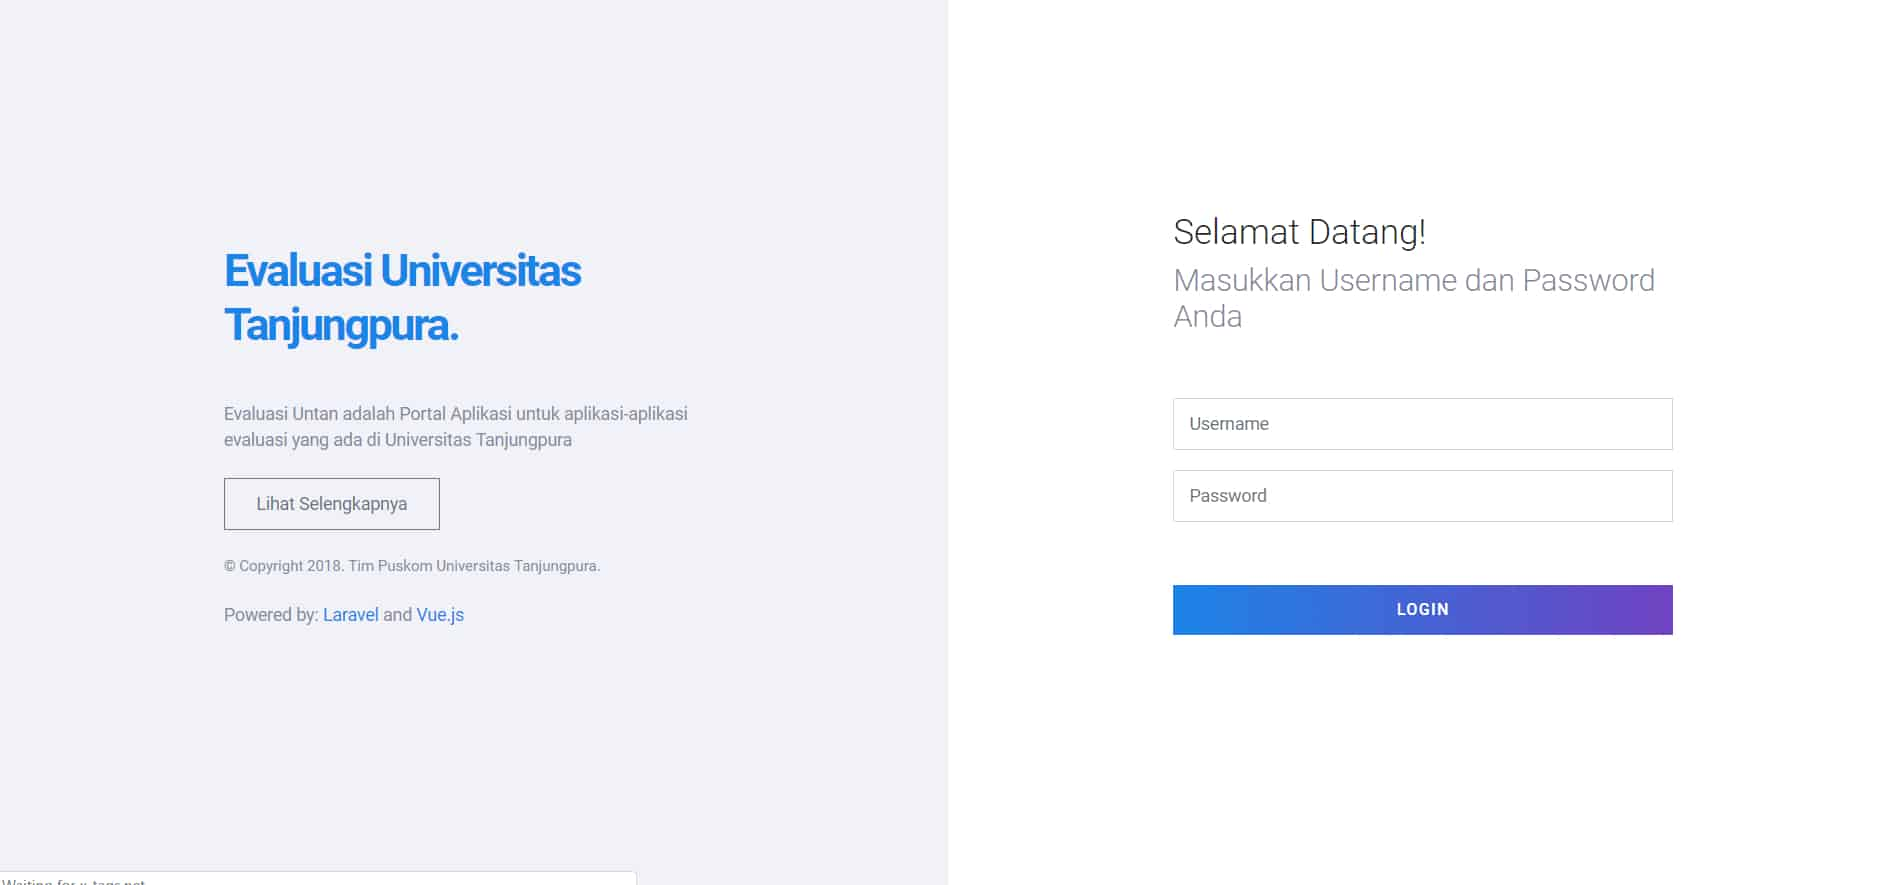 Evaluasi Universitas
Tanjungpura.
Evaluasi Untan adalah Portal Aplikasi untuk aplikasi-aplikasi
evaluasi yang ada di Universitas Tanjungpura
Lihat Selengkapnya
© Copyright 2018. Tim Puskom Universitas Tanjungpura.
Powered by: Laravel and Vue.js
Selamat Datang!
Masukkan Username dan Password
Anda
Username
Password
LOGIN
Waiting for